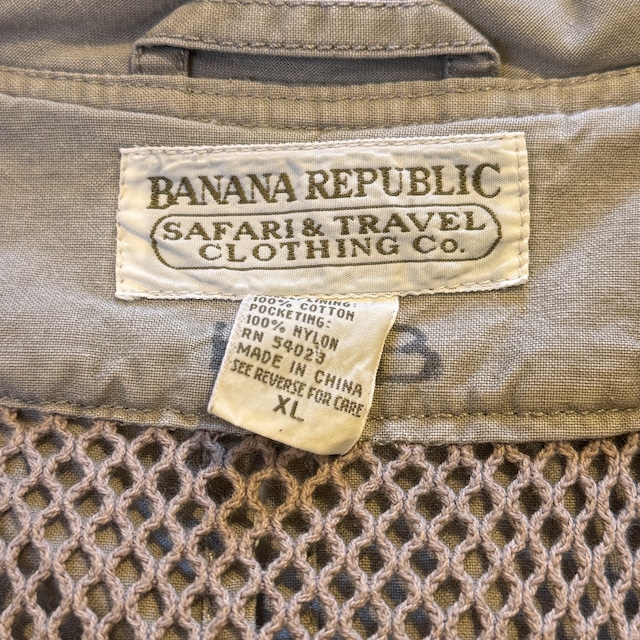 BANANA REPUBLIC
SAFARI & TRAVEL
CLOTHING Co.
100% COTTON
POCKETING:
100% NYLON
RN 54023
MADE IN CHINA
SEE REVERSE FOR CARE
XL
B